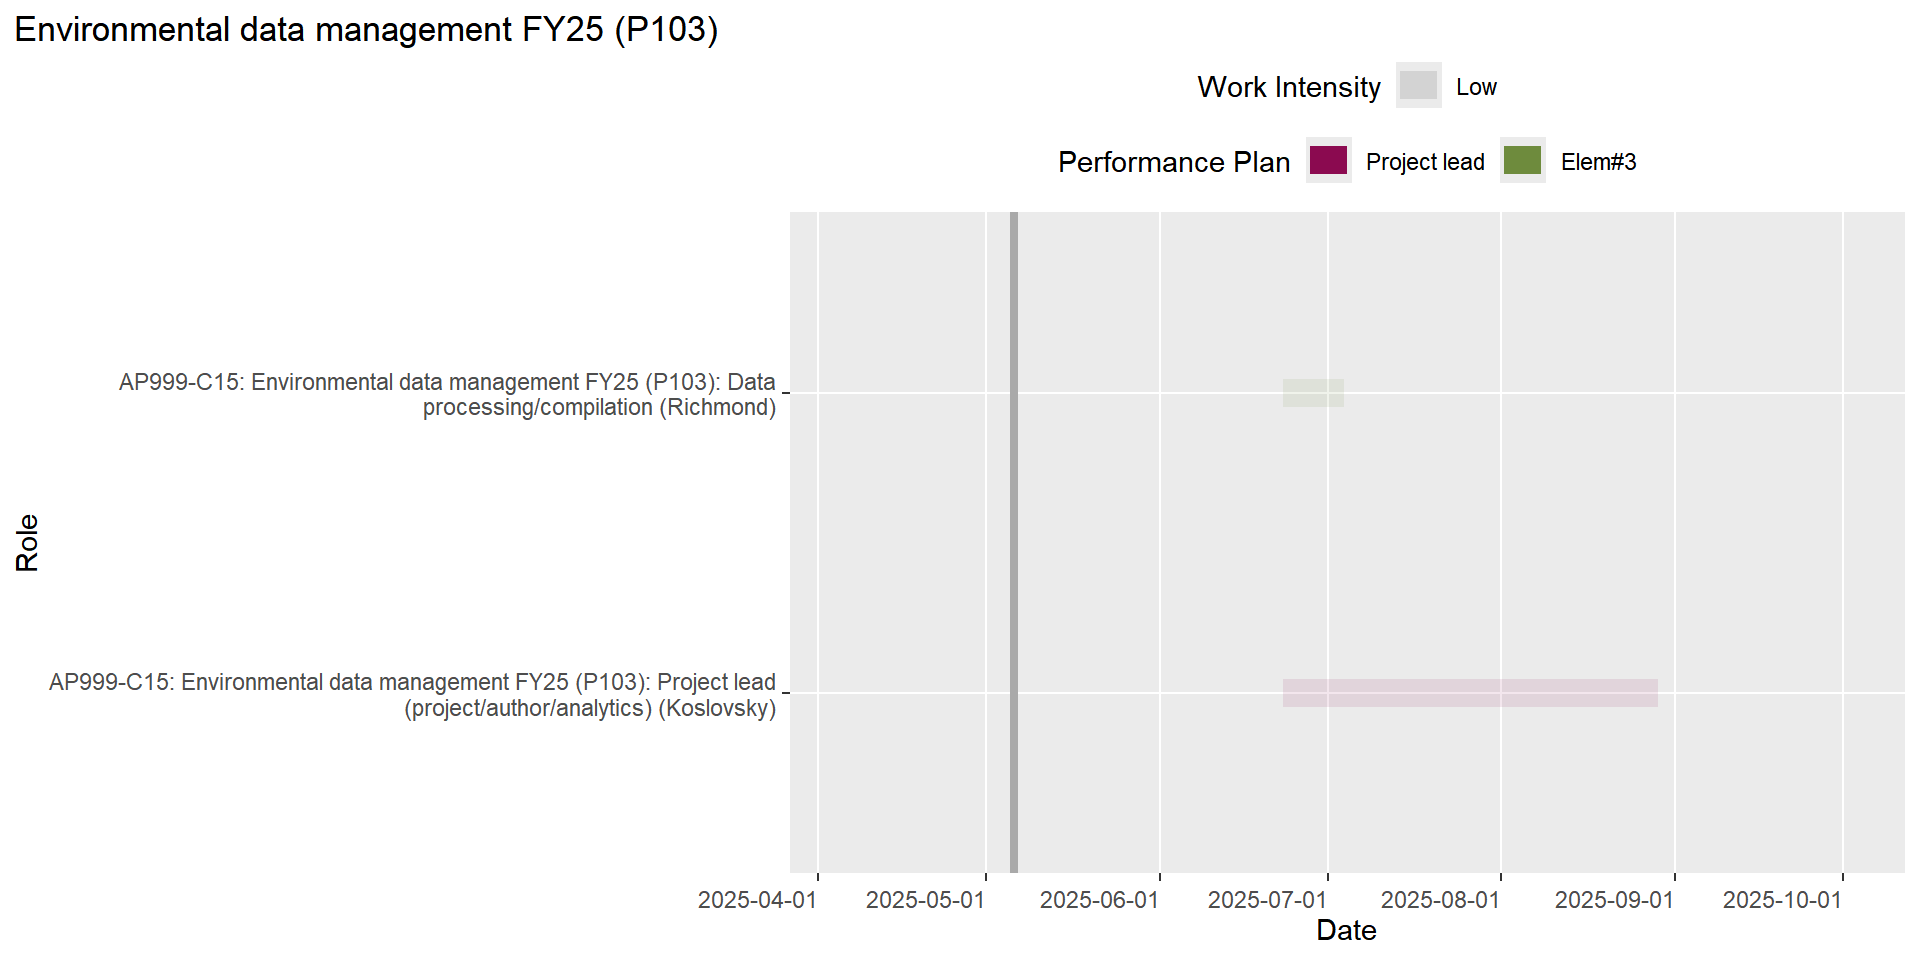 Environmental data management FY25 (P103)
Work Intensity Low
Performance Plan Project lead Elem#3
AP999-C15: Environmental data management FY25 (P103): Data
processing/compilation (Richmond)
Role
AP999-C15: Environmental data management FY25 (P103): Project lead
(project/author/analytics) (Koslovsky)
2025-04-01 2025-05-01 2025-06-01 2025-07-01 2025-08-01 2025-09-01 2025-10-01
Date